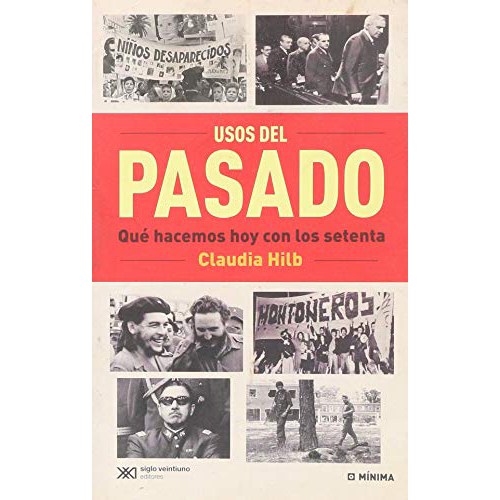 NIÑOS DESAPARECIDOS
USOS DEL
PASADO
Qué hacemos hoy con los setenta
Claudia Hilb
MONTONEROS
siglo veintiuno
editores
MÍNIMA